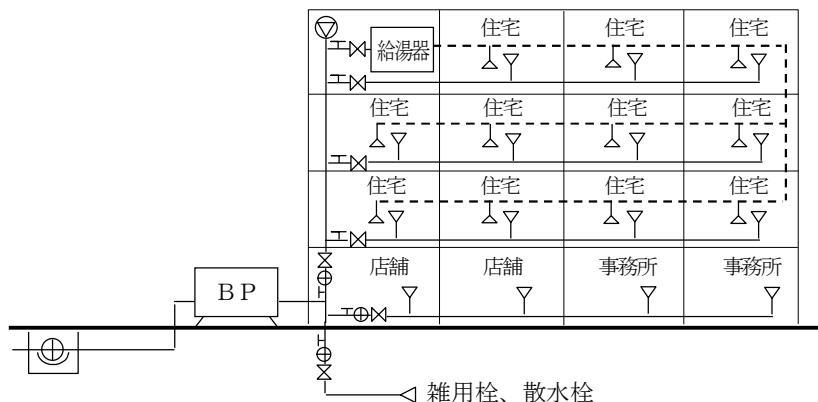 住宅 住宅 住宅
給湯器
住宅 住宅 住宅 住宅
住宅 住宅 住宅 住宅
店舗 店舗 事務所 事務所
ＢＰ
雑用栓、散水栓